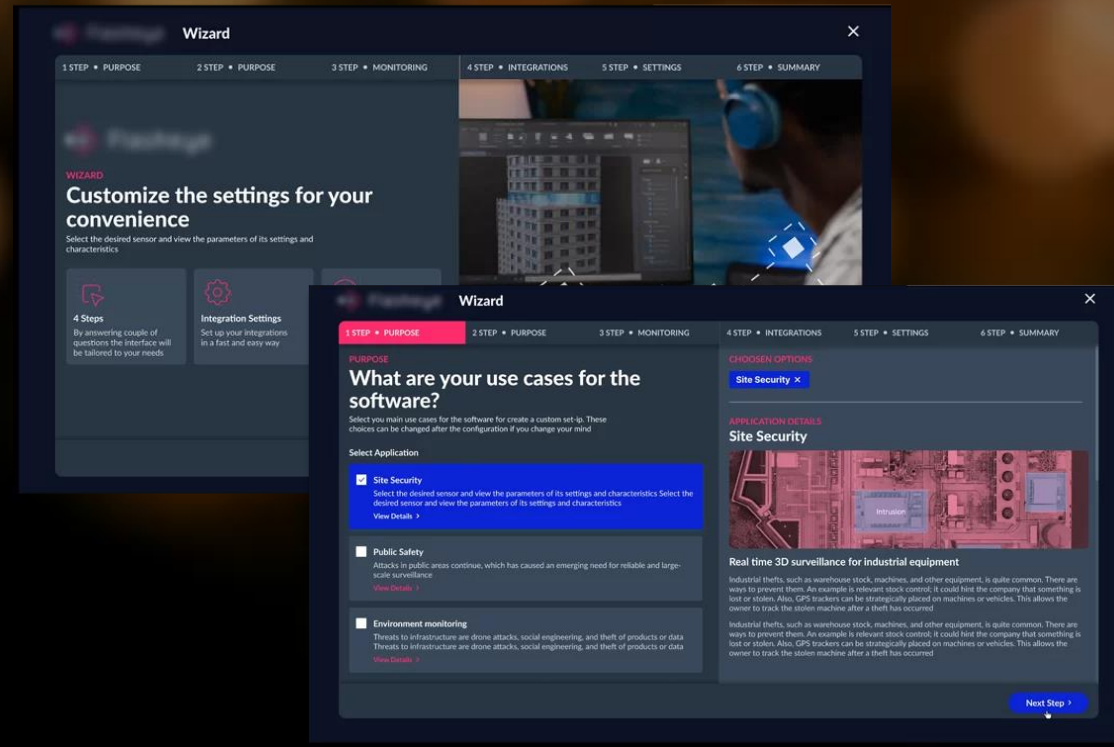 Wizard
1 STEP • PURPOSE
2 STEP • PURPOSE
3 STEP • MONITORING
4 STEP • INTEGRATIONS
5 STEP • SETTINGS
6 STEP • SUMMARY
WIZARD
Customize the settings for your
convenience
Select the desired sensor and view the parameters of its settings and
characteristics
4 Steps
By answering couple of
questions the interface will
be tailored to your needs
Integration Settings
Set up your integrations
in a fast and easy way
Wizard
1 STEP • PURPOSE
2 STEP • PURPOSE
3 STEP • MONITORING
4 STEP • INTEGRATIONS
5 STEP • SETTINGS
6 STEP • SUMMARY
PURPOSE
What are your use cases for the
software?
Select you main use cases for the software for create a custom set-ip. These
choices can be changed after the configuration if you change your mind
Select Application
Site Security
Select the desired sensor and view the parameters of its settings and characteristics Select the
desired sensor and view the parameters of its settings and characteristics
View Details >
Public Safety
Attacks in public areas continue, which has caused an emerging need for reliable and large-
scale surveillance
View Details >
Environment monitoring
Threats to infrastructure are drone attacks, social engineering, and theft of products or data
Threats to infrastructure are drone attacks, social engineering, and theft of products or data
View Details >
CHOOSEN OPTIONS
Site Security ×
APPLICATION DETAILS
Site Security
Intrusion
Real time 3D surveillance for industrial equipment
Industrial thefts, such as warehouse stock, machines, and other equipment, is quite common. There are
ways to prevent them. An example is relevant stock control; it could hint the company that something is
lost or stolen. Also, GPS trackers can be strategically placed on machines or vehicles. This allows the
owner to track the stolen machine after a theft has occurred
Industrial thefts, such as warehouse stock, machines, and other equipment, is quite common. There are
ways to prevent them. An example is relevant stock control; it could hint the company that something is
lost or stolen. Also, GPS trackers can be strategically placed on machines or vehicles. This allows the
owner to track the stolen machine after a theft has occurred
Next Step >